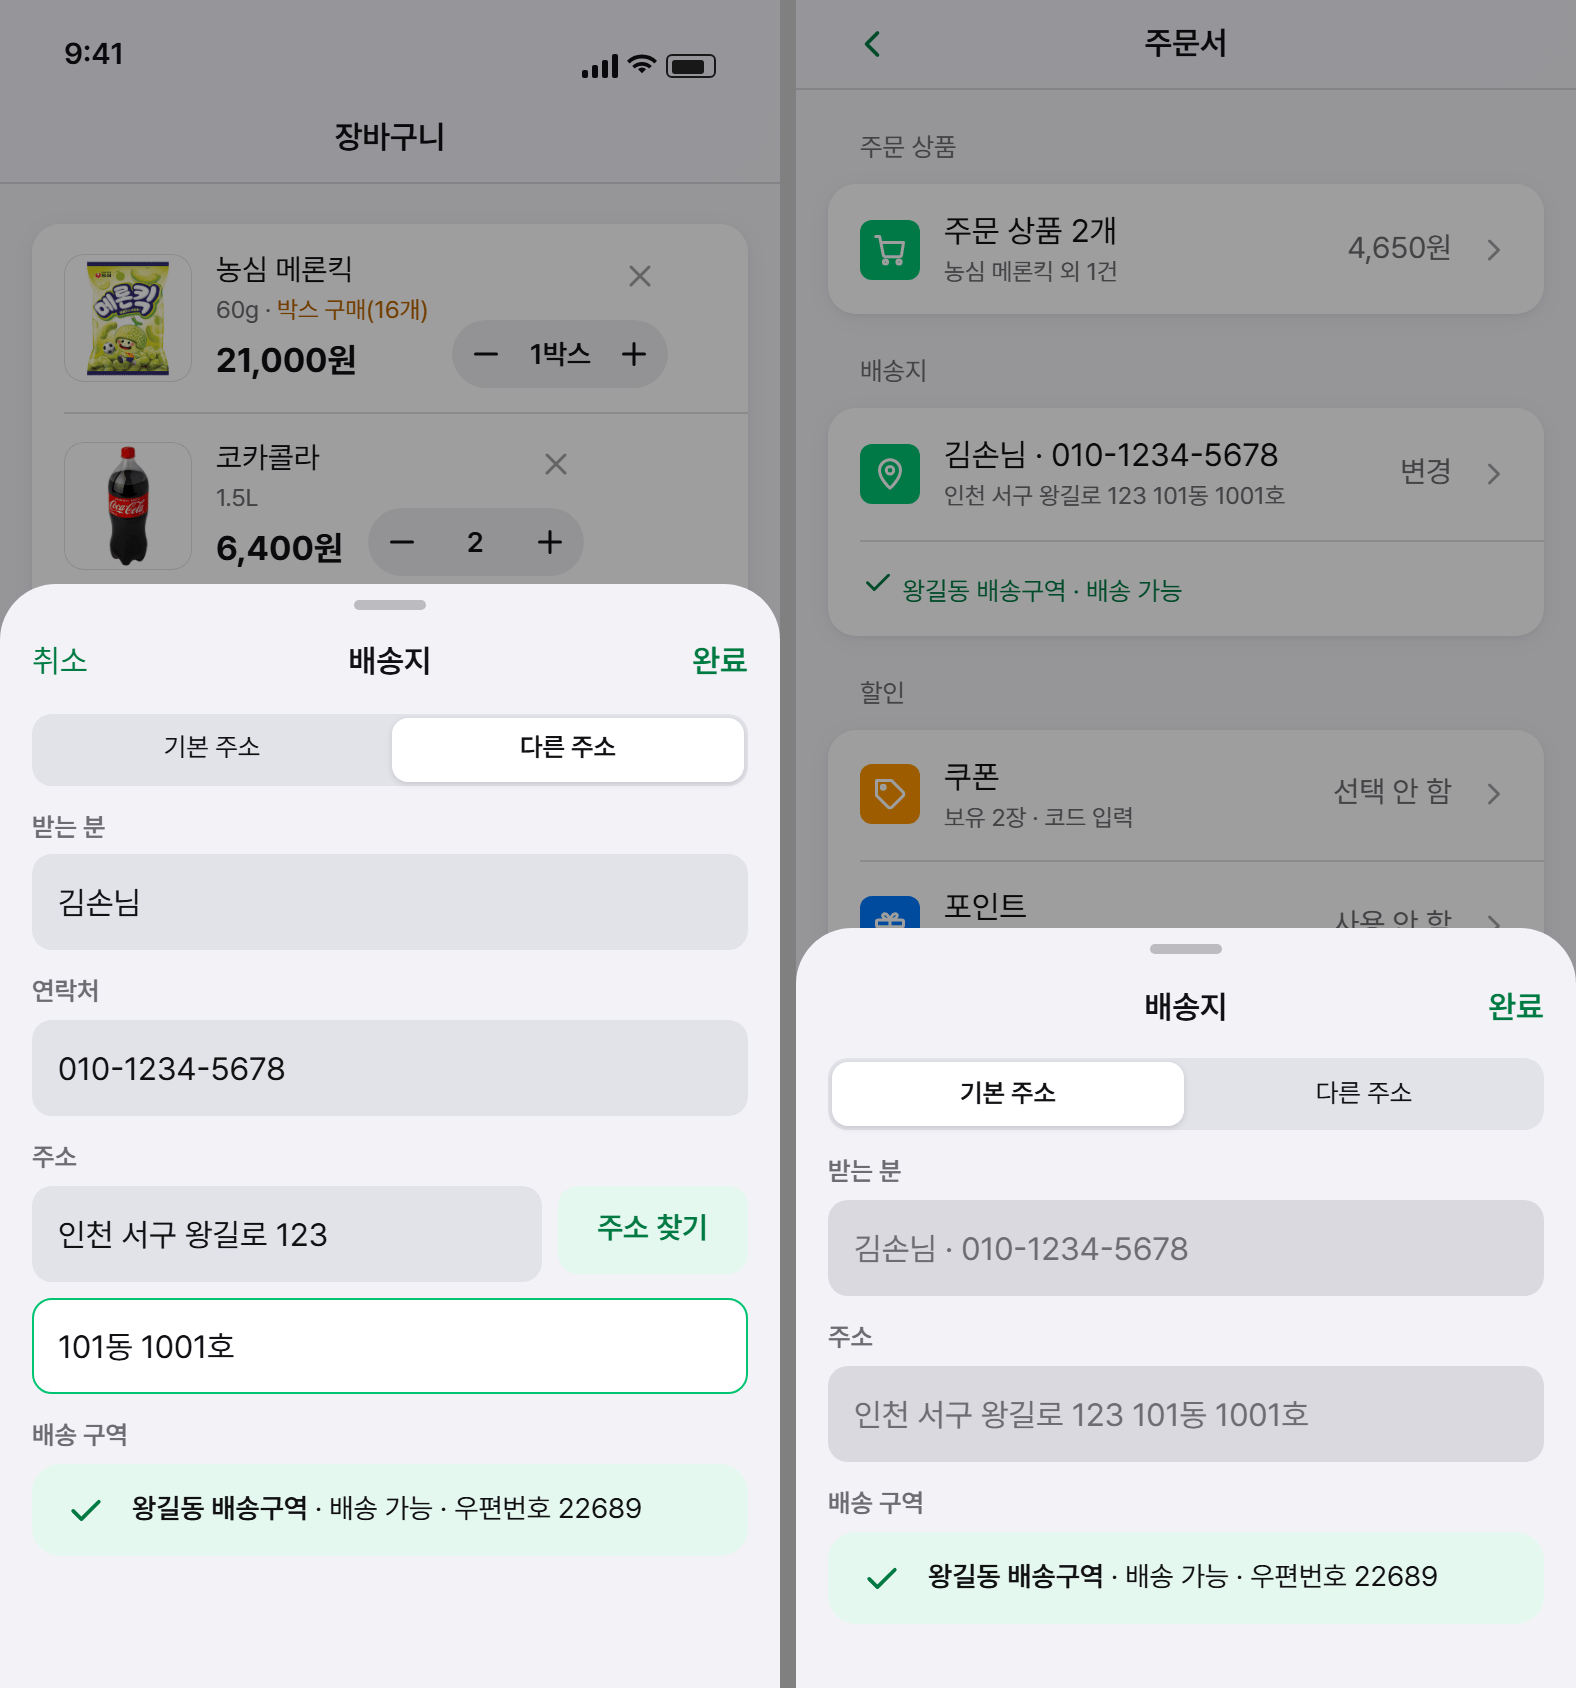 9:41
장바구니
농심 메론킥
60g · 박스 구매(16개)
21,000원
1박스
메론킥
코카콜라
1.5L
6,400원
2
Coca-Cola
취소
배송지
완료
기본 주소
다른 주소
받는 분
김손님
연락처
010-1234-5678
주소
인천 서구 왕길로 123
주소 찾기
101동 1001호
배송 구역
왕길동 배송구역 · 배송 가능 · 우편번호 22689
주문서
주문 상품
주문 상품 2개
농심 메론킥 외 1건
4,650원
배송지
김손님 · 010-1234-5678
인천 서구 왕길로 123 101동 1001호
변경
왕길동 배송구역 · 배송 가능
할인
쿠폰
보유 2장 · 코드 입력
선택 안 함
포인트
사용 안 함
배송지
완료
기본 주소
다른 주소
받는 분
김손님 · 010-1234-5678
주소
인천 서구 왕길로 123 101동 1001호
배송 구역
왕길동 배송구역 · 배송 가능 · 우편번호 22689